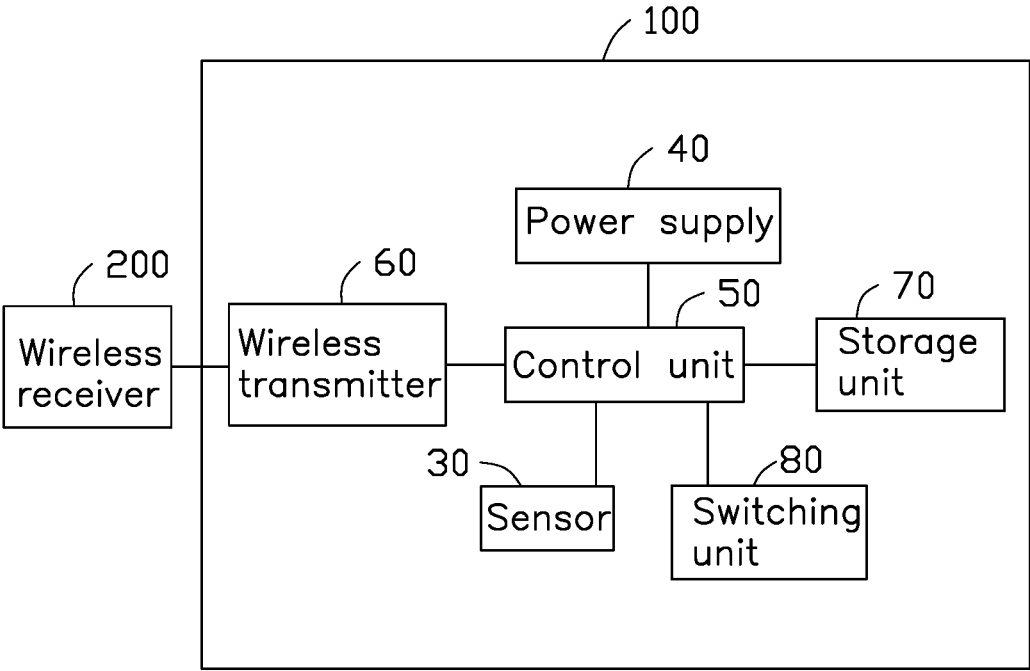 100
40
Power supply
200
60
50
70
Wireless
receiver
Wireless
transmitter
Control unit
Storage
unit
30
80
Sensor
Switching
unit